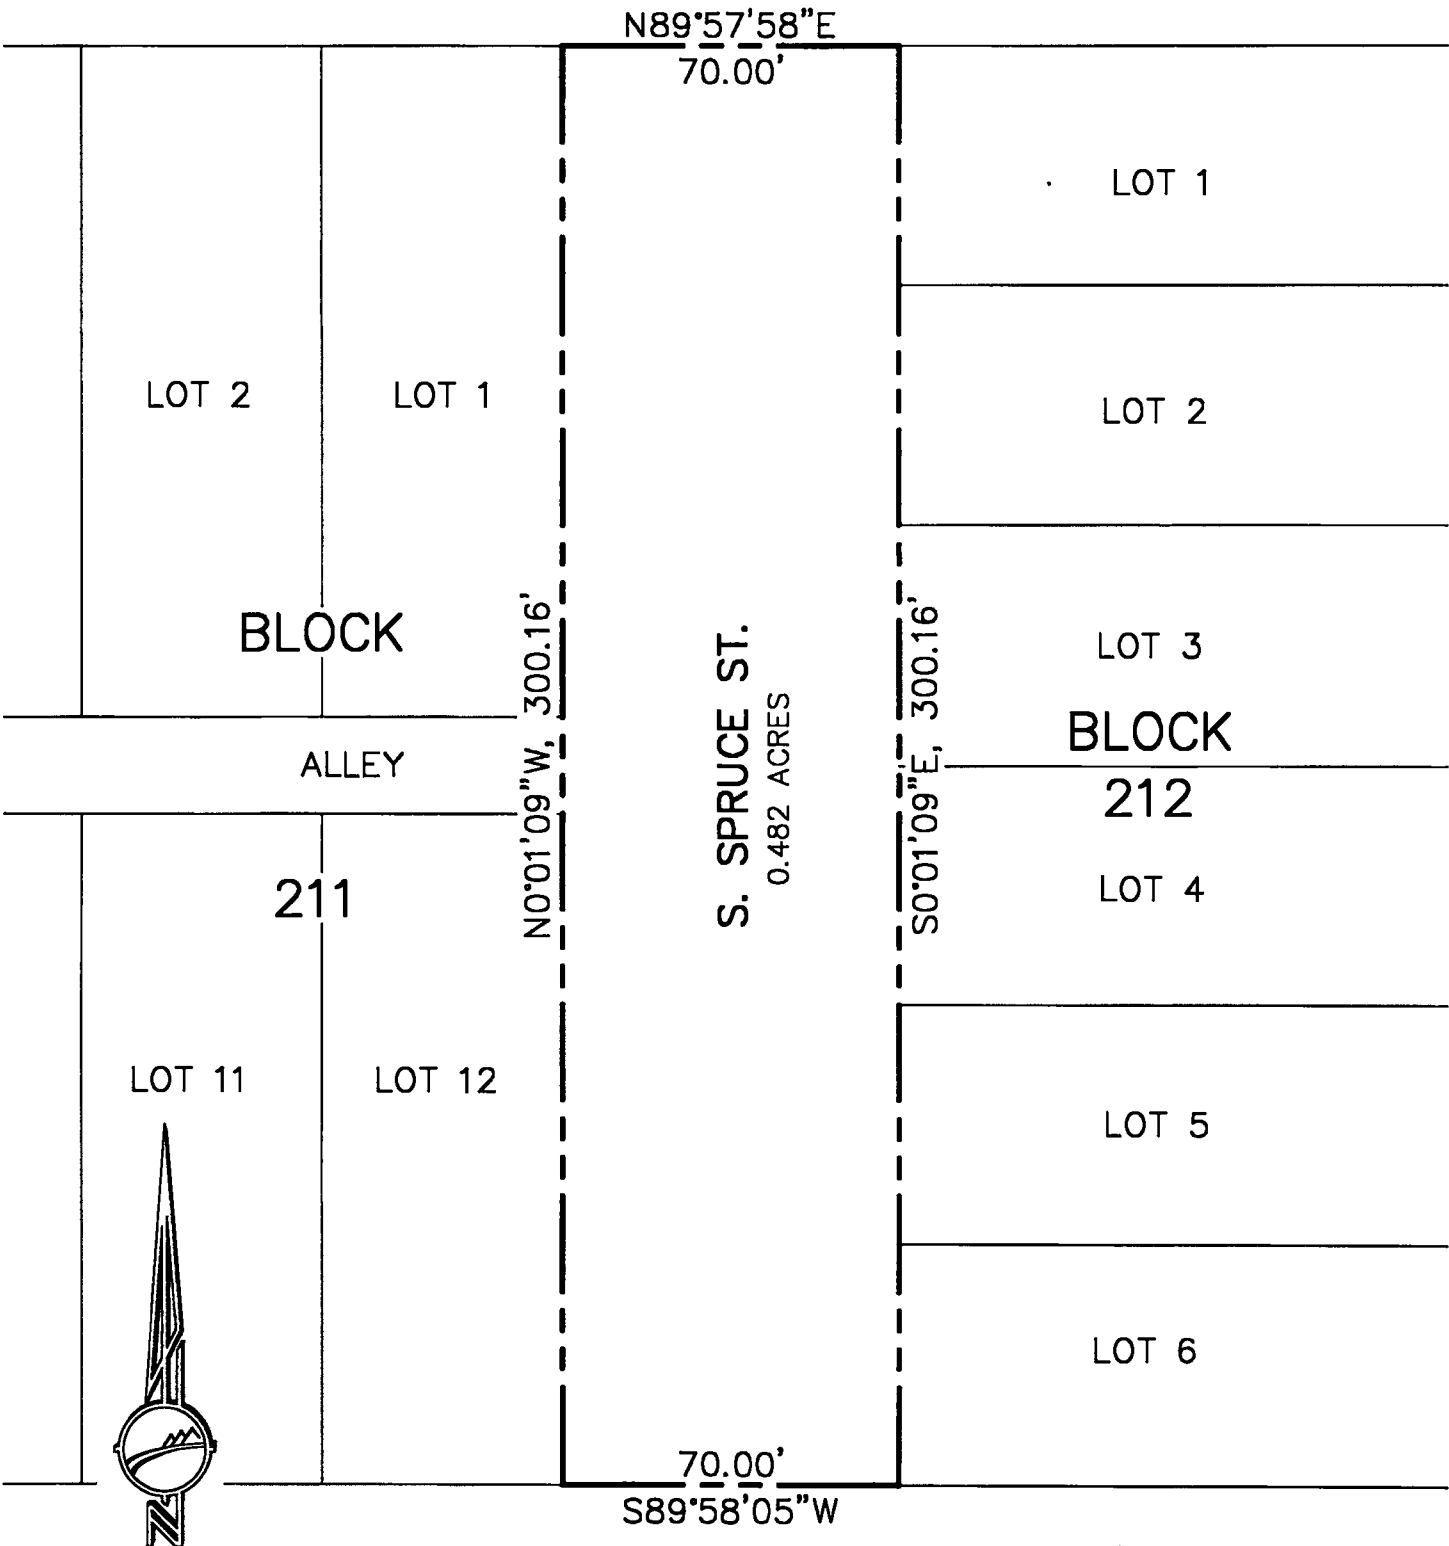 N89°57'58"E
70.00'
LOT 1
LOT 2
LOT 1
LOT 2
BLOCK
N0°01'09"W, 300.16'
S. SPRUCE ST.
0.482 ACRES
S0°01'09"E, 300.16'
LOT 3
BLOCK
ALLEY
212
211
LOT 4
LOT 11
LOT 12
LOT 5
LOT 6
70.00'
S89°58'05"W
N